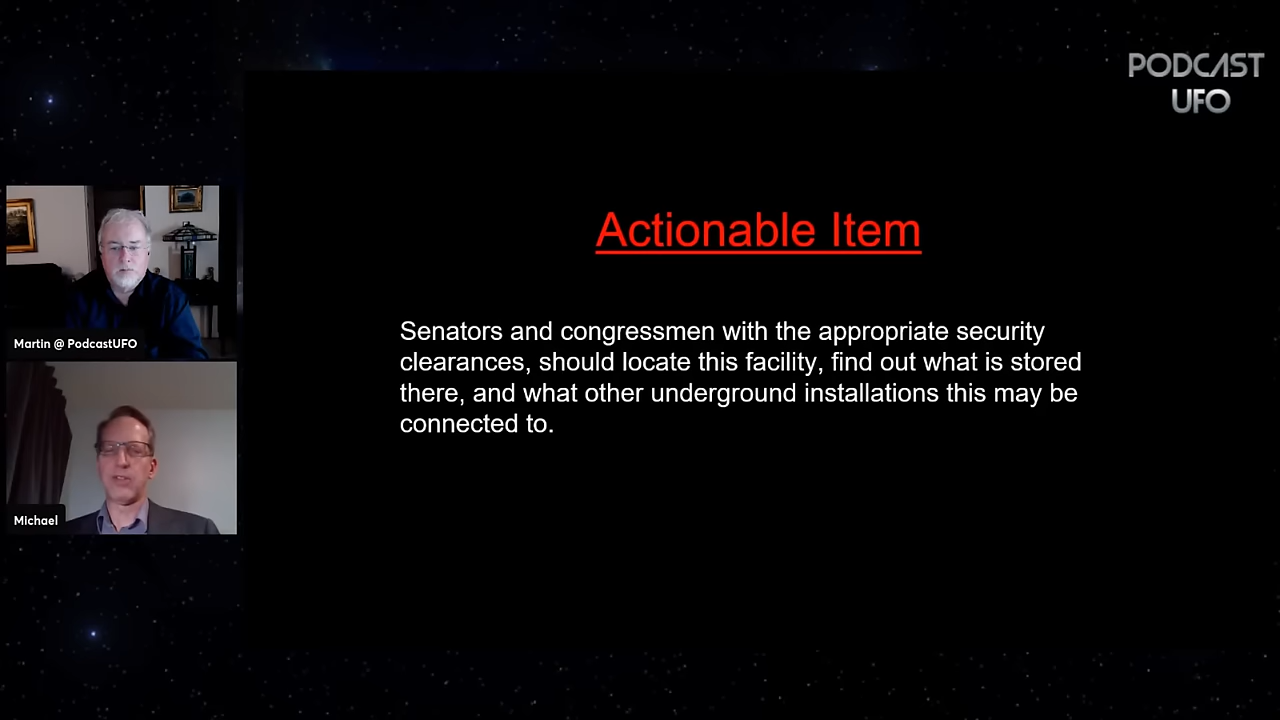 PODCAST
UFO
Actionable Item
Senators and congressmen with the appropriate security
clearances, should locate this facility, find out what is stored
there, and what other underground installations this may be
connected to.
Martin @ PodcastUFO
Michael